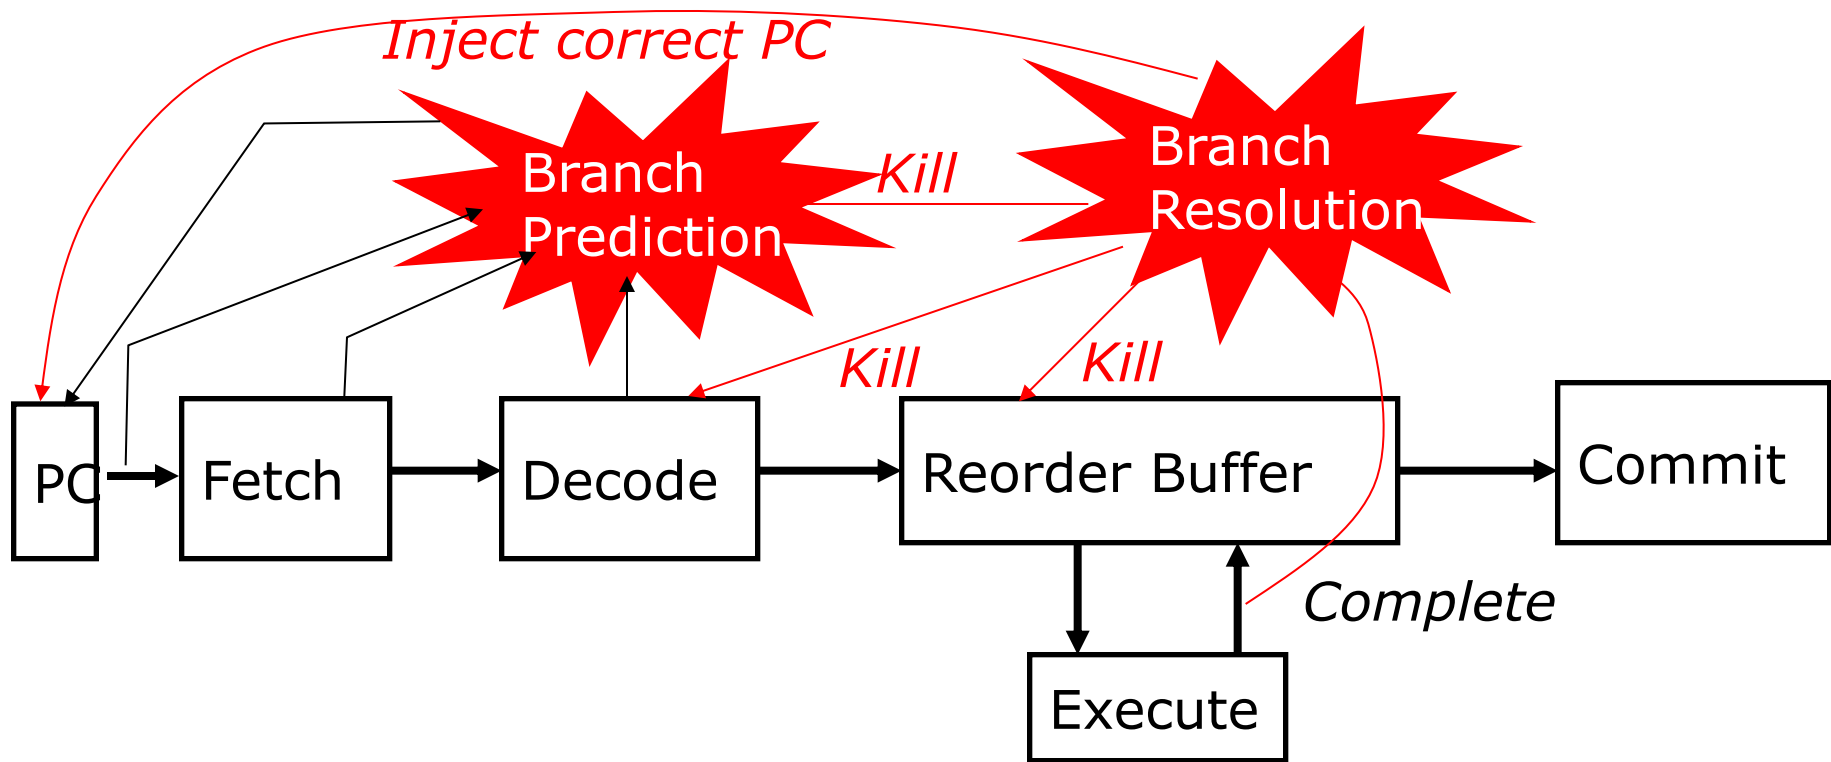 Inject correct PC
Branch
Prediction
Kill
Branch
Resolution
Kill
Kill
PC
Fetch
Decode
Reorder Buffer
Commit
Complete
Execute